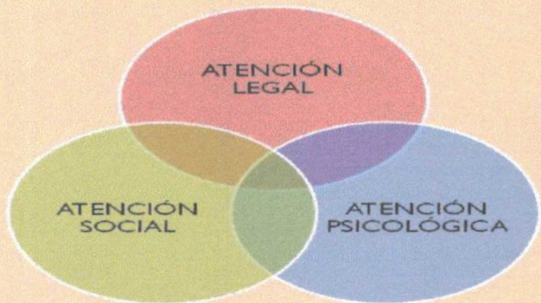 ATENCIÓN
LEGAL
ATENCIÓN
SOCIAL
ATENCIÓN
PSICOLÓGICA